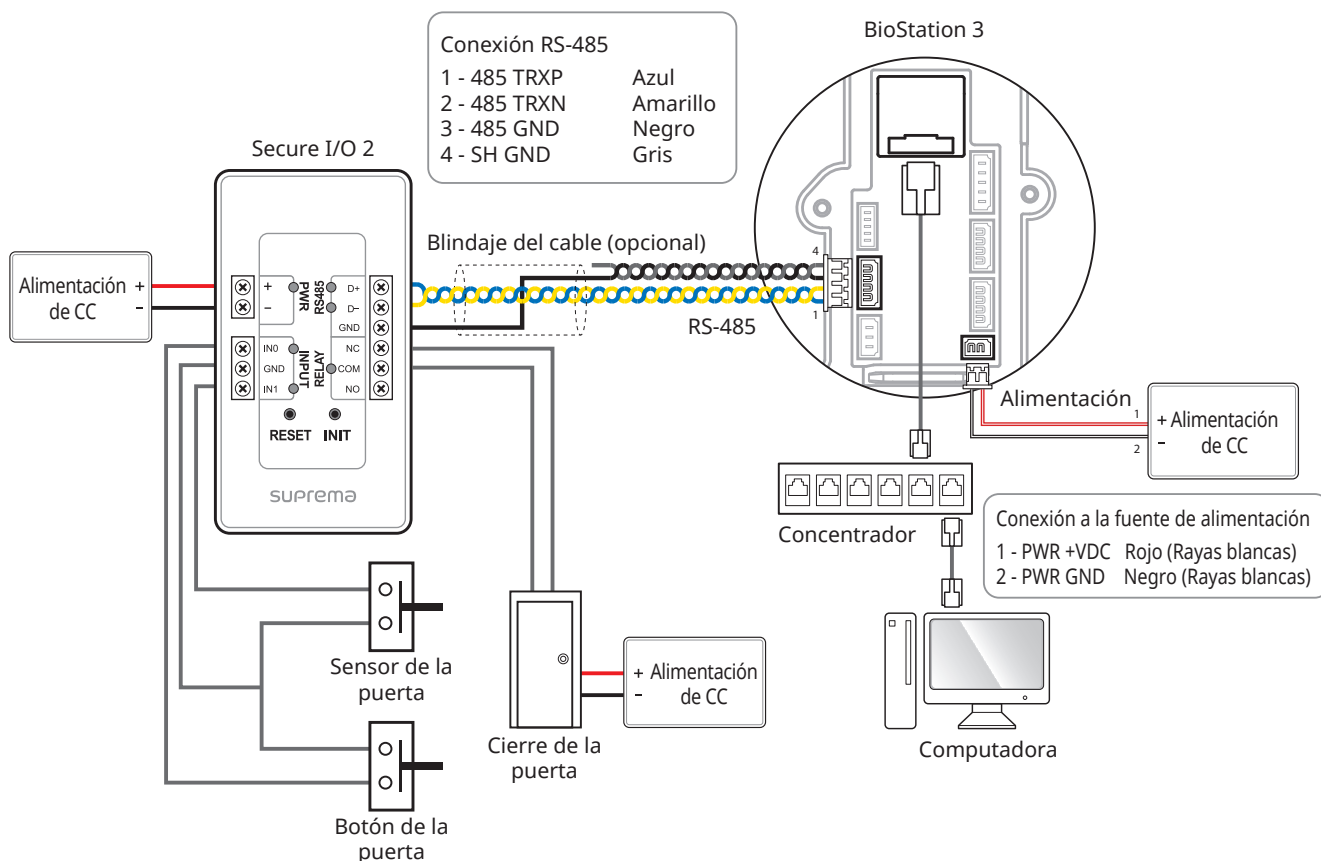 BioStation 3
Conexión RS-485
1 - 485 TRXP Azul
2 - 485 TRXN Amarillo
3 - 485 GND Negro
4 - SH GND Gris
Secure I/O 2
Blindaje del cable (opcional)
4
1
RS-485
Alimentación +
de CC -
+
-
PWR
RS485
D+
D-
GND
IN0
GND
IN1
INPUT
RELAY
NC
COM
NO
RESET INIT
suprema
Alimentación
1
2
+ Alimentación
- de CC
Concentrador
Conexión a la fuente de alimentación
1 - PWR +VDC Rojo (Rayas blancas)
2 - PWR GND Negro (Rayas blancas)
Sensor de la
puerta
+ Alimentación
- de CC
Cierre de la
puerta
Computadora
Botón de la
puerta